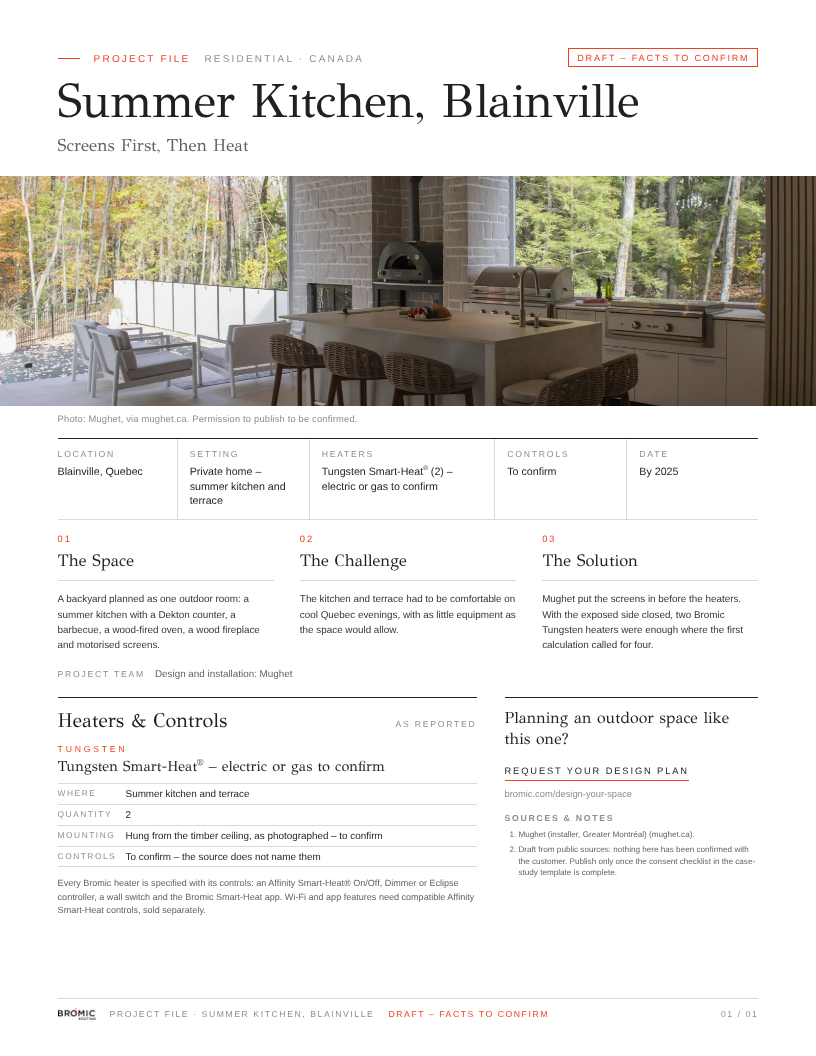 PROJECT FILE RESIDENTIAL · CANADA
DRAFT – FACTS TO CONFIRM
Summer Kitchen, Blainville
Screens First, Then Heat
Photo: Mughet, via mughet.ca. Permission to publish to be confirmed.
LOCATION
Blainville, Quebec
SETTING
Private home –
summer kitchen and
terrace
HEATERS
Tungsten Smart-Heat® (2) –
electric or gas to confirm
CONTROLS
To confirm
DATE
By 2025
01
The Space
A backyard planned as one outdoor room: a
summer kitchen with a Dekton counter, a
barbecue, a wood-fired oven, a wood fireplace
and motorised screens.
02
The Challenge
The kitchen and terrace had to be comfortable on
cool Quebec evenings, with as little equipment as
the space would allow.
03
The Solution
Mughet put the screens in before the heaters.
With the exposed side closed, two Bromic
Tungsten heaters were enough where the first
calculation called for four.
PROJECT TEAM Design and installation: Mughet
Heaters & Controls
AS REPORTED
TUNGSTEN
Tungsten Smart-Heat® – electric or gas to confirm
WHERE Summer kitchen and terrace
QUANTITY 2
MOUNTING Hung from the timber ceiling, as photographed – to confirm
CONTROLS To confirm – the source does not name them
Every Bromic heater is specified with its controls: an Affinity Smart-Heat® On/Off, Dimmer or Eclipse
controller, a wall switch and the Bromic Smart-Heat app. Wi-Fi and app features need compatible Affinity
Smart-Heat controls, sold separately.
Planning an outdoor space like
this one?
REQUEST YOUR DESIGN PLAN
bromic.com/design-your-space
SOURCES & NOTES
1. Mughet (installer, Greater Montréal) (mughet.ca).
2. Draft from public sources: nothing here has been confirmed with
the customer. Publish only once the consent checklist in the case-
study template is complete.
BROMIC
HEATING
PROJECT FILE · SUMMER KITCHEN, BLAINVILLE DRAFT – FACTS TO CONFIRM
01 / 01